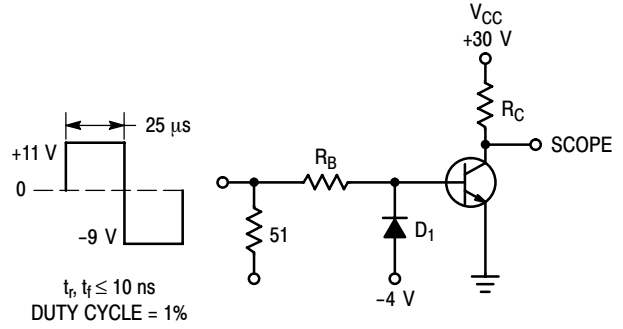 V_CC
+30 V
R_C
SCOPE
25 μs
+11 V
0
−9 V
R_B
51
D_1
−4 V
t_r, t_f ≤ 10 ns
DUTY CYCLE = 1%